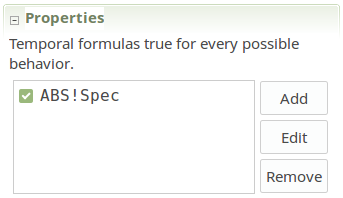 Properties
Temporal formulas true for every possible
behavior.
ABS!Spec
Add
Edit
Remove